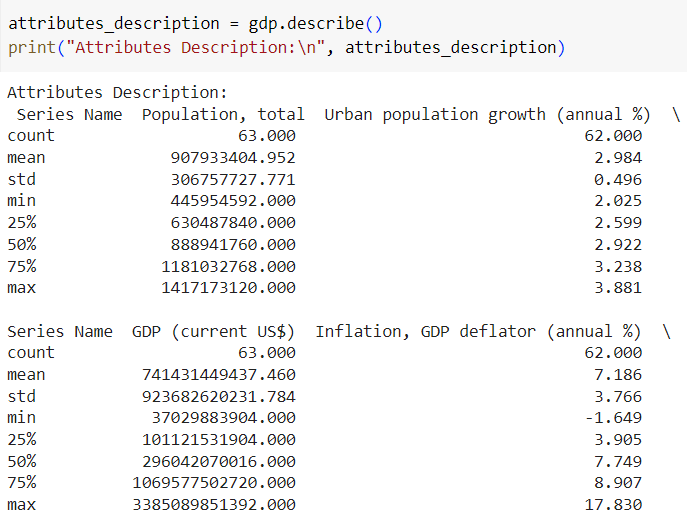 attributes_description = gdp.describe()
print("Attributes Description:\n", attributes_description)
Attributes Description:
Series Name  Population, total  Urban population growth (annual %)  \
count 63.000 62.000
mean 907933404.952 2.984
std 306757727.771 0.496
min 445954592.000 2.025
25% 630487840.000 2.599
50% 888941760.000 2.922
75% 1181032768.000 3.238
max 1417173120.000 3.881
Series Name  GDP (current US$)  Inflation, GDP deflator (annual %)  \
count 63.000 62.000
mean 741431449437.460 7.186
std 923682620231.784 3.766
min 37029883904.000 -1.649
25% 101121531904.000 3.905
50% 296042070016.000 7.749
75% 1069577502720.000 8.907
max 3385089851392.000 17.830